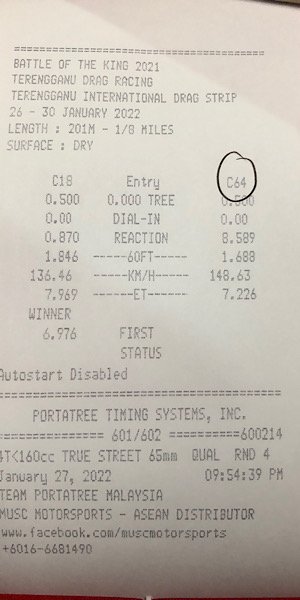 BATTLE OF THE KING 2021
TERENGGANU DRAG RACING
TERENGGANU INTERNATIONAL DRAG STRIP
26 - 30 JANUARY 2022
LENGTH : 201M - 1/8 MILES
SURFACE : DRY
C18 Entry C64
0.500 0.000 TREE 0.500
0.00 DIAL-IN 0.00
0.870 REACTION 8.589
1.846 -----60FT----- 1.688
136.46 -----KM/H----- 148.63
7.969 ------ET------ 7.226
WINNER
6.976 FIRST
STATUS
Autostart Disabled
PORTATREE TIMING SYSTEMS, INC.
============= 601/602 ==========600214
4T<160cc TRUE STREET 65mm QUAL RND 4
January 27, 2022 09:54:39 PM
TEAM PORTATREE MALAYSIA
MUSC MOTORSPORTS - ASEAN DISTRIBUTOR
www.facebook.com/muscmotorsports
+6016-6681490